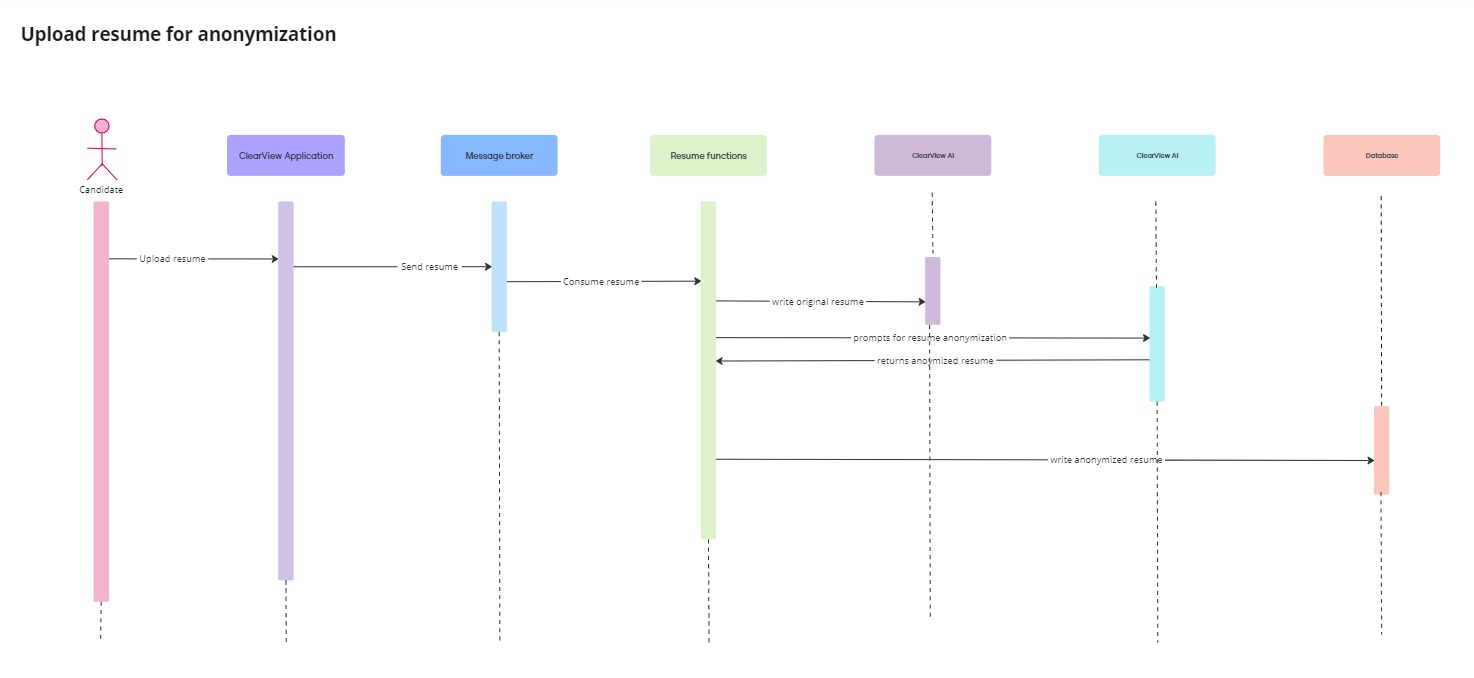 Upload resume for anonymization
ClearView Application
Message broker
Resume functions
ClearView AI
ClearView AI
Database
Candidate
Upload resume
Send resume
Consume resume
write original resume
prompts for resume anonymization
returns anoymized resume
write anonymized resume